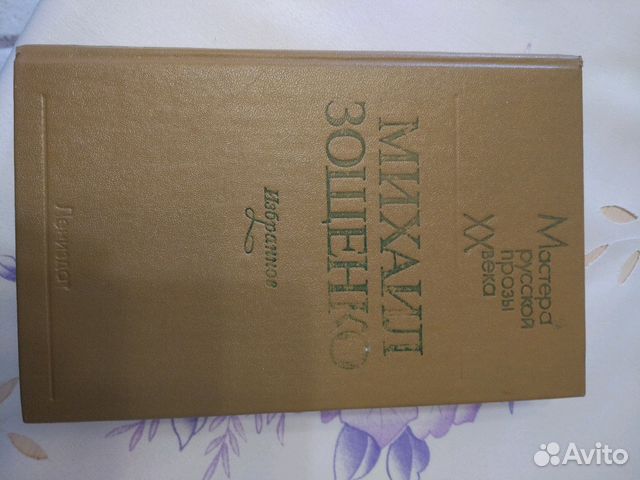 Мастера
русской
прозы
XX века
МИХАИЛ
ЗОЩЕНКО
Избранное
Лениздат
Avito